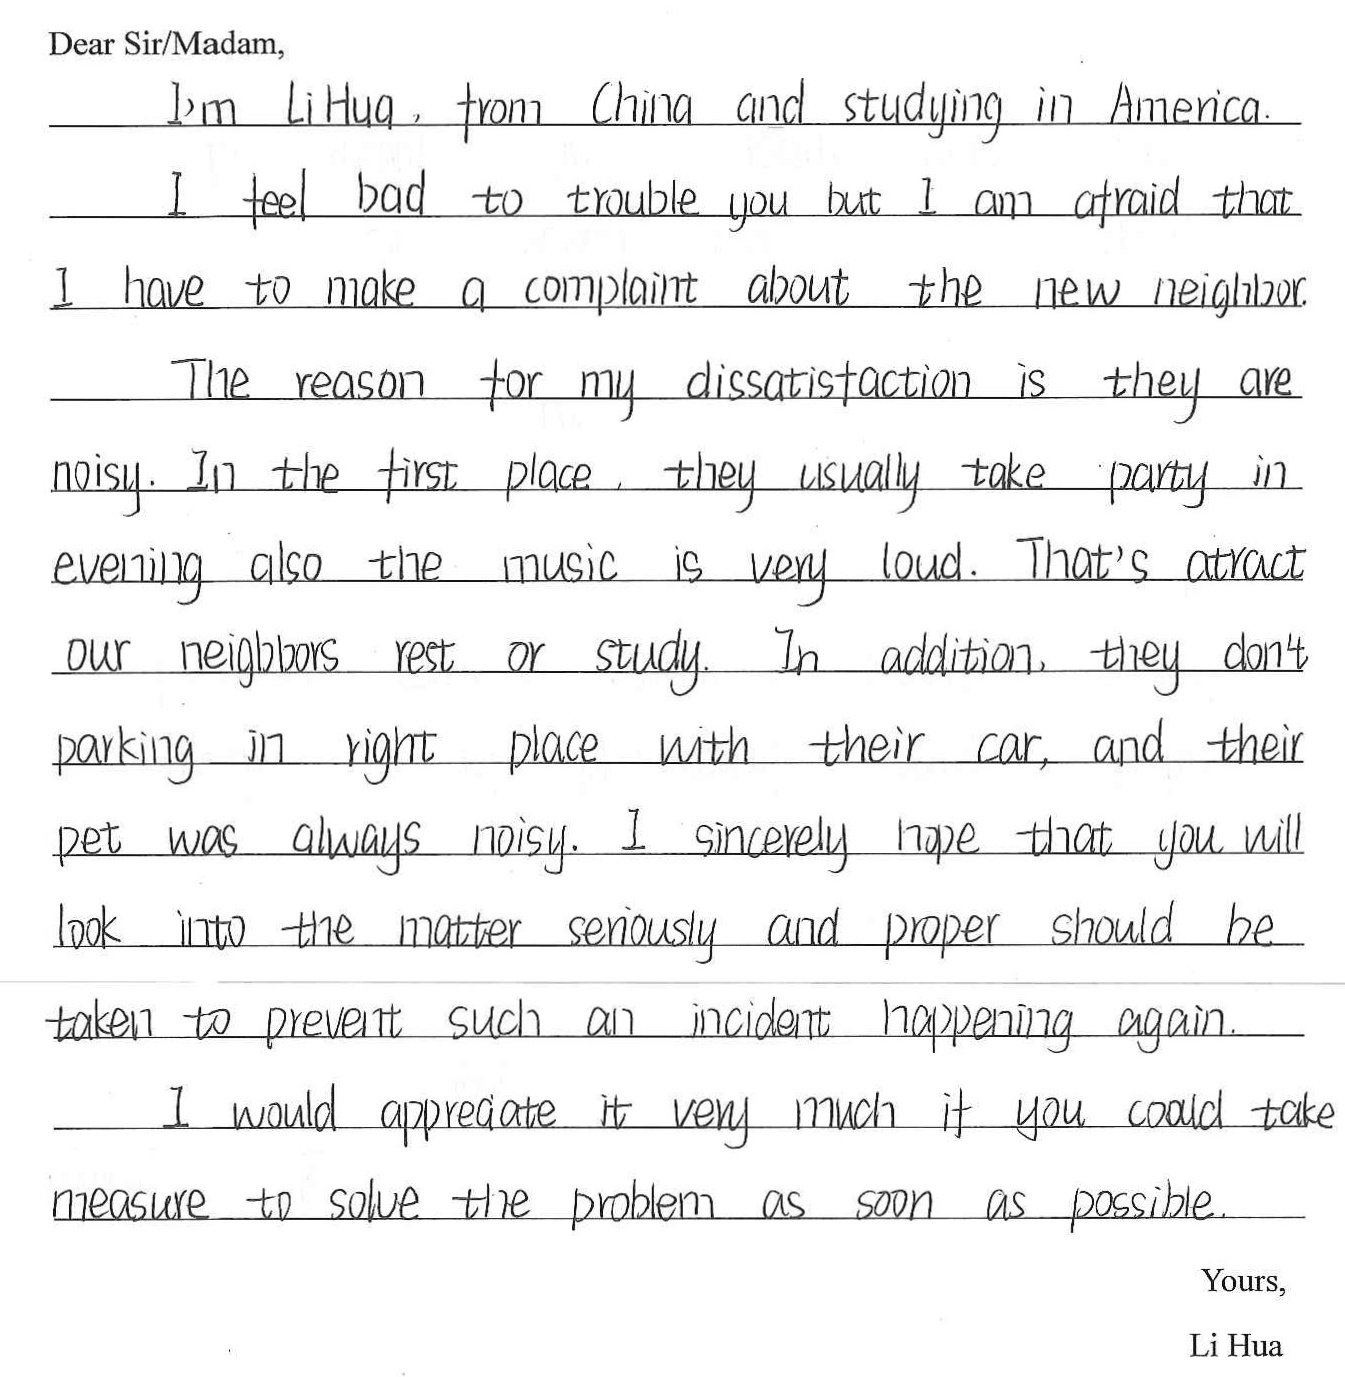 Dear Sir/Madam,
I'm Li Hua, from China and studying in America.
I feel bad to trouble you but I am afraid that
I have to make a complaint about the new neighbor.
The reason for my dissatisfaction is they are
noisy. In the first place, they usually take party in
evening also the music is very loud. That's atract
our neigbbors rest or study. In addition, they don't
parking in right place with their car, and their
pet was always noisy. I sincerely hope that you will
look into the matter seriously and proper should be
taken to prevent such an incident happening again.
I would appreciate it very much if you coould take
measure to solve the problem as soon as possible.
Yours,
Li Hua